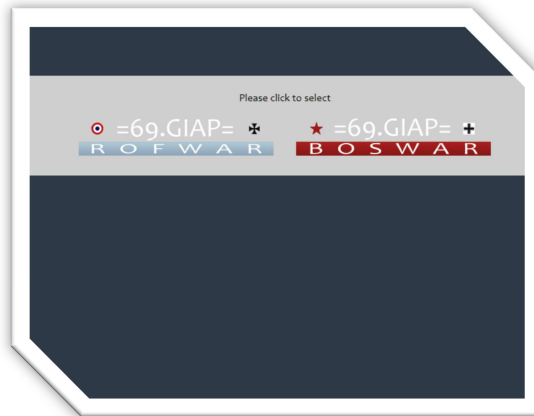 Please click to select
=69.GIAP= =69.GIAP=
ROFWAR BOSWAR